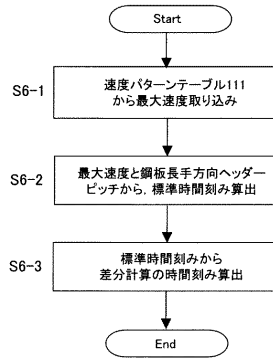 Start
S6-1
速度パターンテーブル111
から最大速度取り込み
S6-2
最大速度と鋼板長手方向ヘッダー
ピッチから，標準時間刻み算出
S6-3
標準時間刻みから
差分計算の時間刻み算出
End